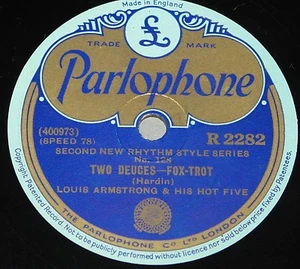 Made in England
£
TRADE MARK
Parlophone
(400973)
(SPEED 78)
R 2282
SECOND NEW RHYTHM STYLE SERIES
No. 128
TWO DEUCES—FOX-TROT
(Hardin)
LOUIS ARMSTRONG & HIS HOT FIVE
THE PARLOPHONE CO LTD LONDON
Copyright, Patented Record. Not to be publicly performed without licence nor sold below price fixed by Patentees.